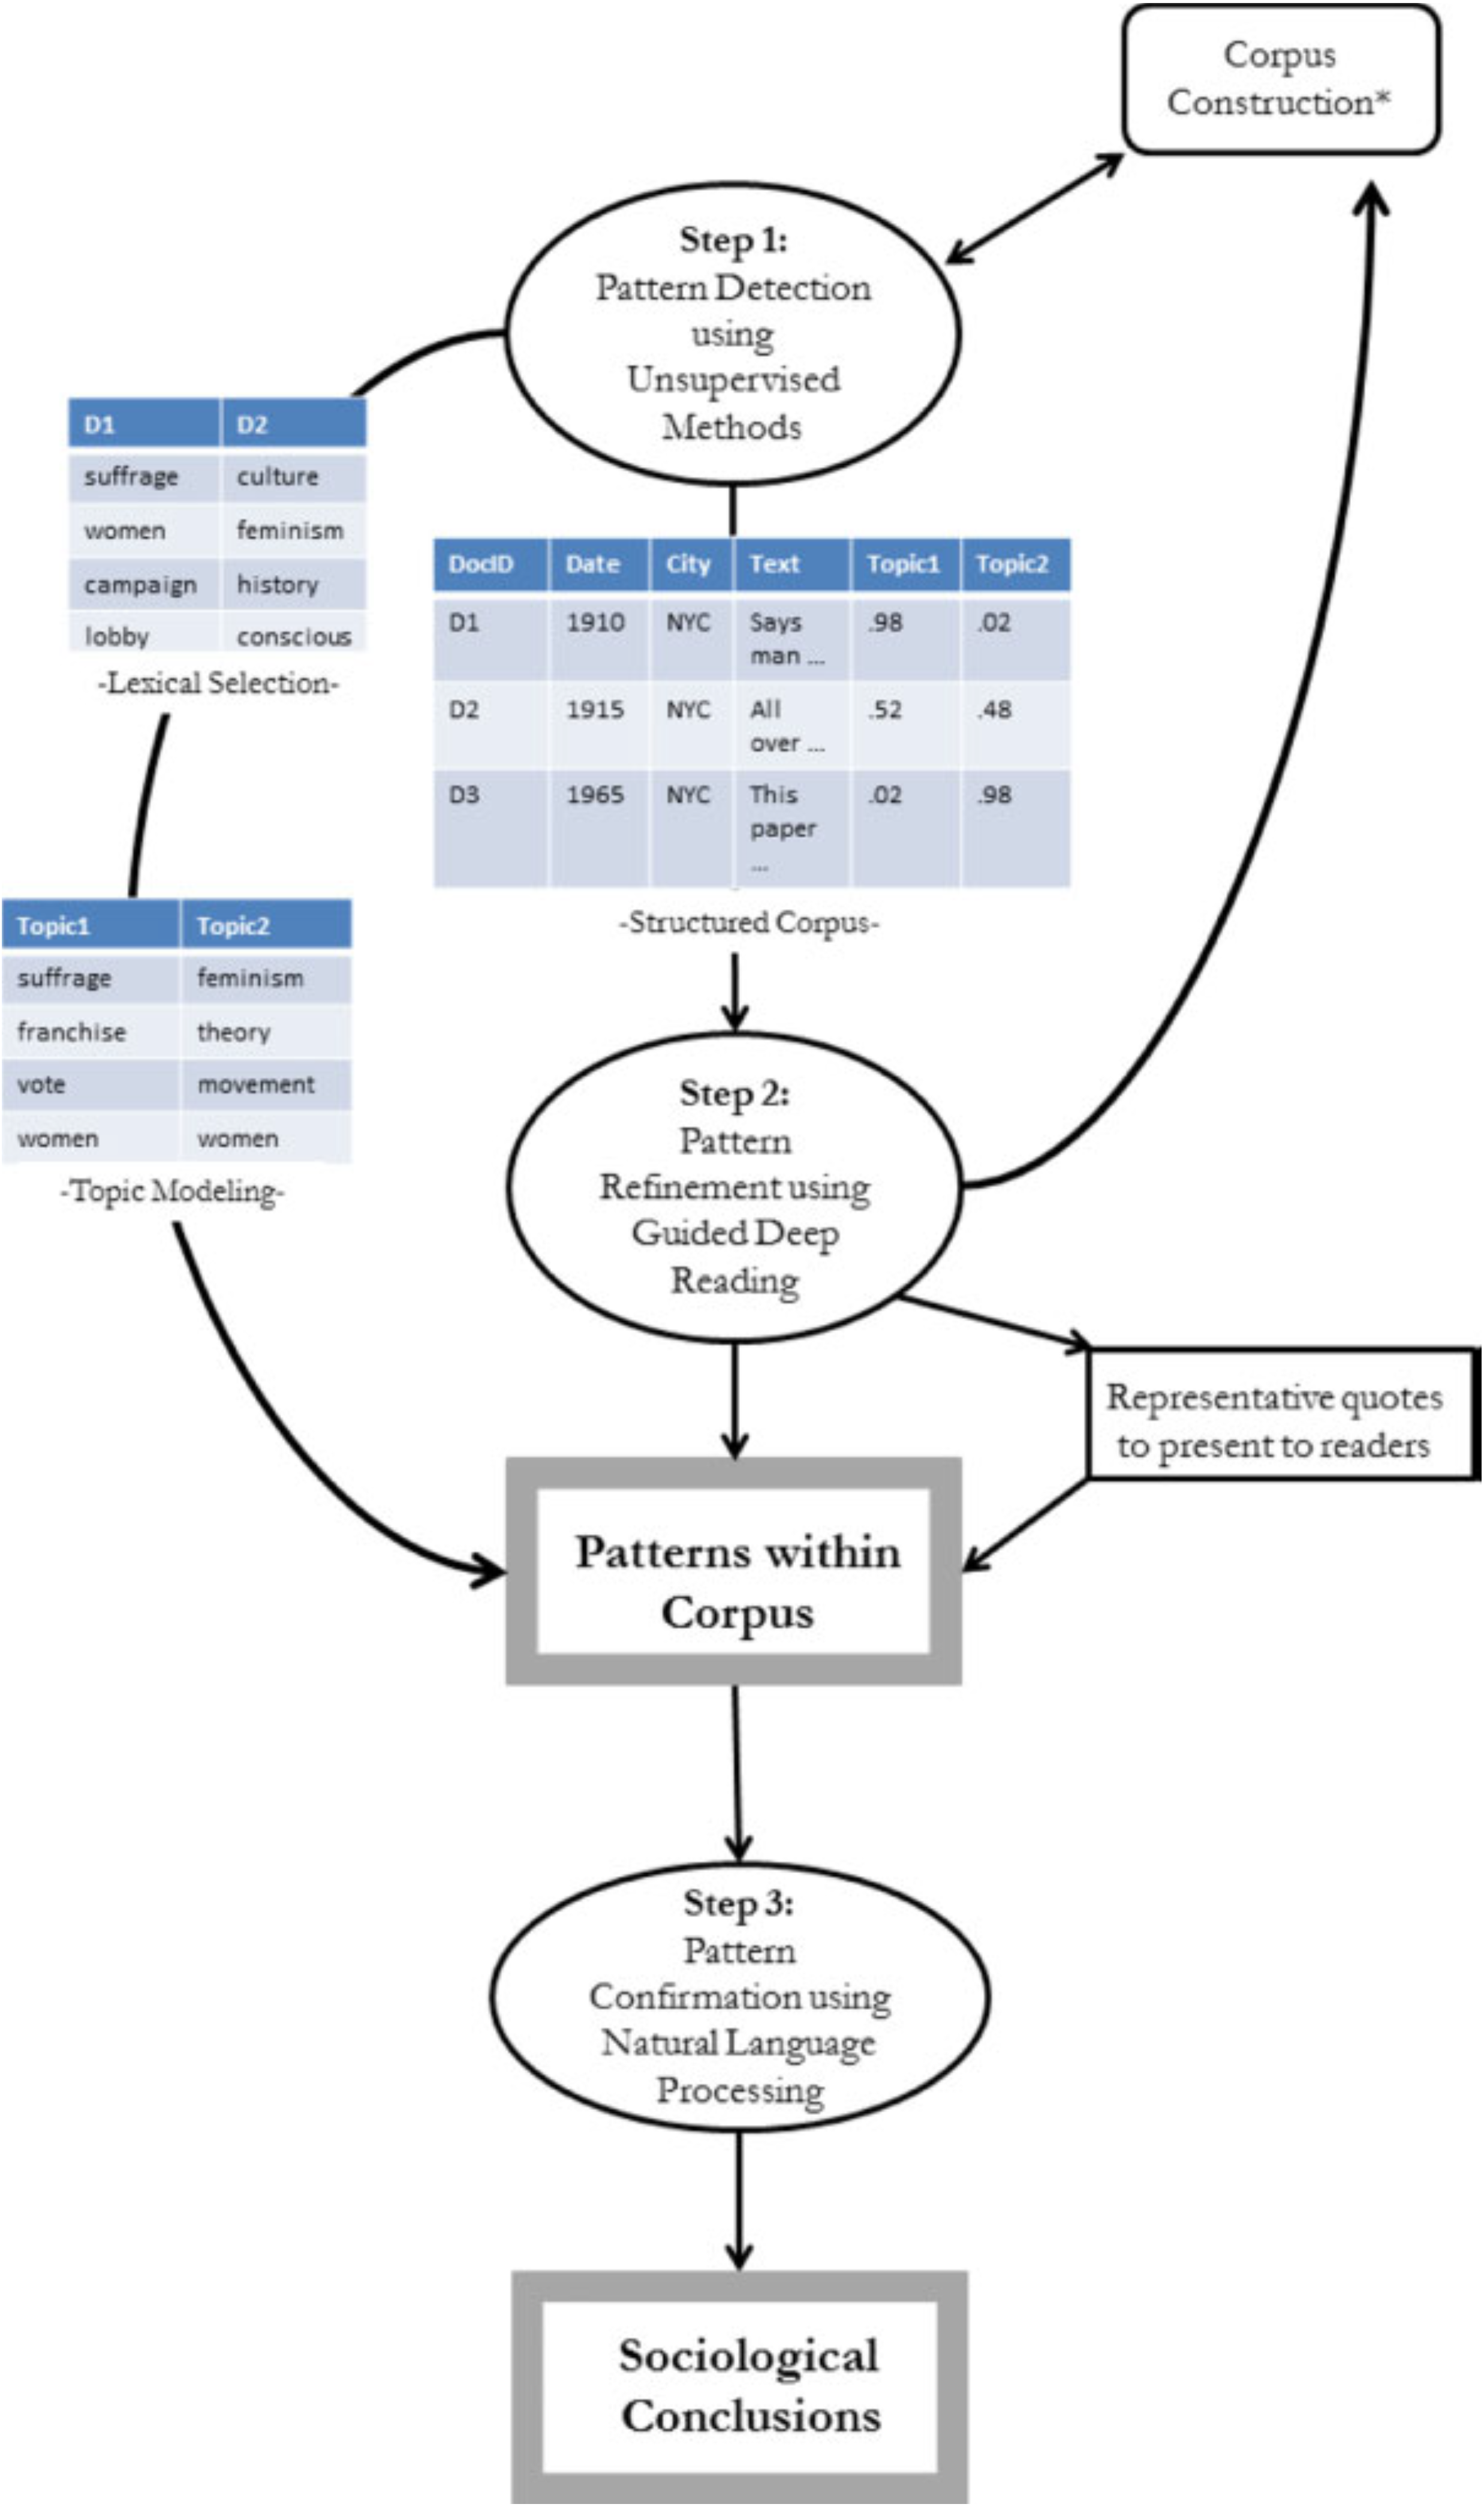 Corpus
Construction*
Step 1:
Pattern Detection
using
Unsupervised
Methods
D1 D2
suffrage culture
women feminism
campaign history
lobby conscious
-Lexical Selection-
DocID Date City Text Topic1 Topic2
D1 1910 NYC Says .98 .02
man ...
D2 1915 NYC All .52 .48
over ...
D3 1965 NYC This .02 .98
paper
...
-Structured Corpus-
Topic1 Topic2
suffrage feminism
franchise theory
vote movement
women women
-Topic Modeling-
Step 2:
Pattern
Refinement using
Guided Deep
Reading
Representative quotes
to present to readers
Patterns within
Corpus
Step 3:
Pattern
Confirmation using
Natural Language
Processing
Sociological
Conclusions